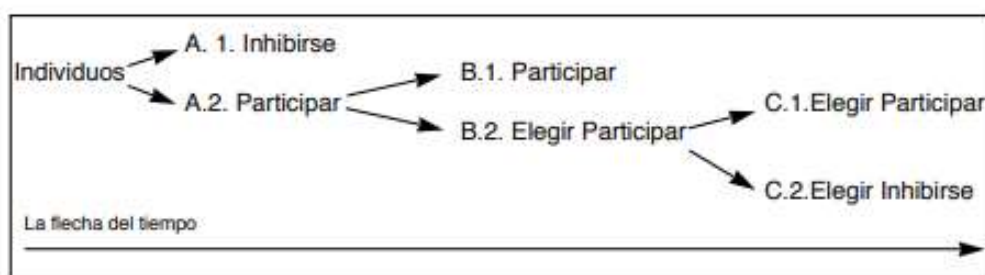 A. 1. Inhibirse
Individuos
A.2. Participar
B.1. Participar
B.2. Elegir Participar
C.1.Elegir Participar
C.2.Elegir Inhibirse
La flecha del tiempo